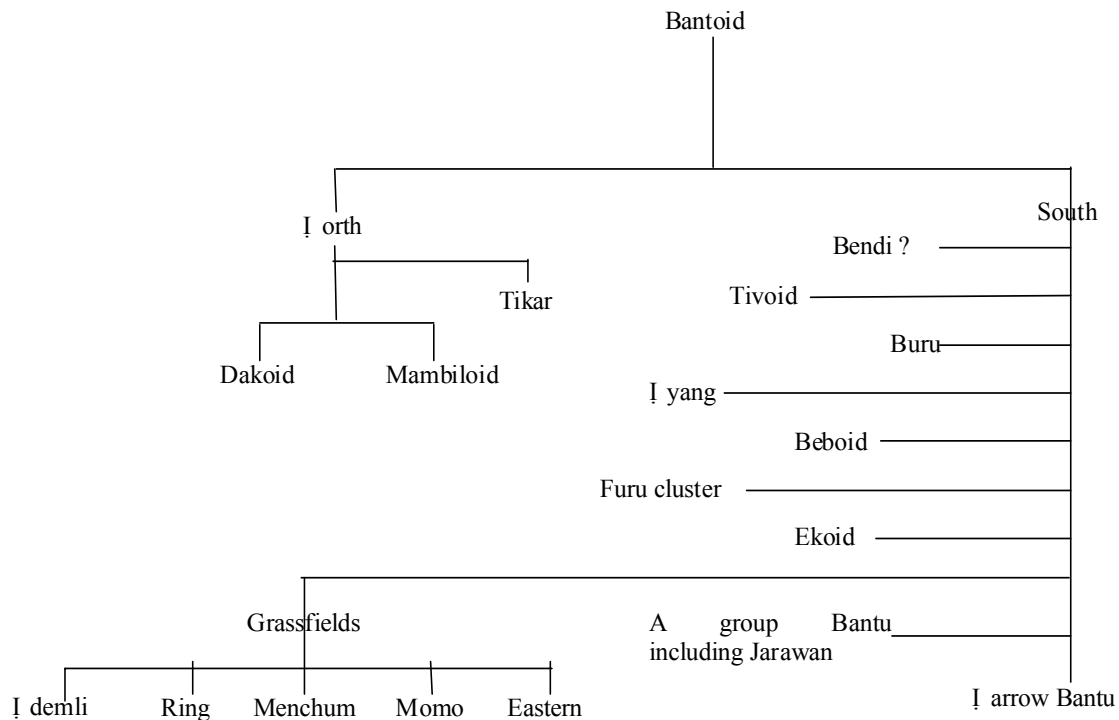 Bantoid
South
Ị orth
Bendi ?
Tivoid
Tikar
Buru
Dakoid
Mambiloid
Ị yang
Beboid
Furu cluster
Ekoid
Grassfields
A group Bantu
including Jarawan
Ị demli
Ring
Menchum
Momo
Eastern
Ị arrow Bantu